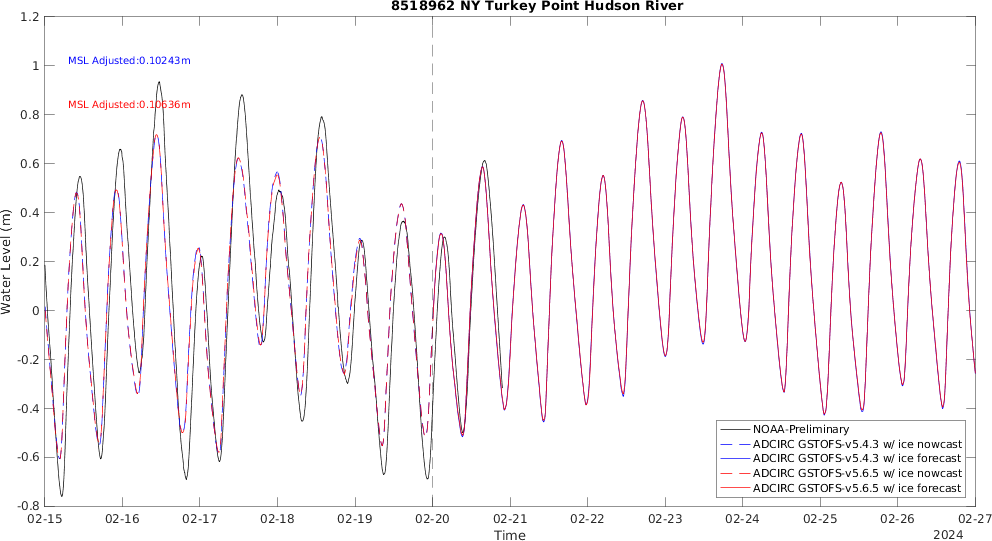 8518962 NY Turkey Point Hudson River
MSL Adjusted:0.10243m
MSL Adjusted:0.10636m
Water Level (m)
1.2
1
0.8
0.6
0.4
0.2
0
-0.2
-0.4
-0.6
-0.8
NOAA-Preliminary
ADCIRC GSTOFS-v5.4.3 w/ ice nowcast
ADCIRC GSTOFS-v5.4.3 w/ ice forecast
ADCIRC GSTOFS-v5.6.5 w/ ice nowcast
ADCIRC GSTOFS-v5.6.5 w/ ice forecast
02-15 02-16 02-17 02-18 02-19 02-20 02-21 02-22 02-23 02-24 02-25 02-26 02-27
Time
2024